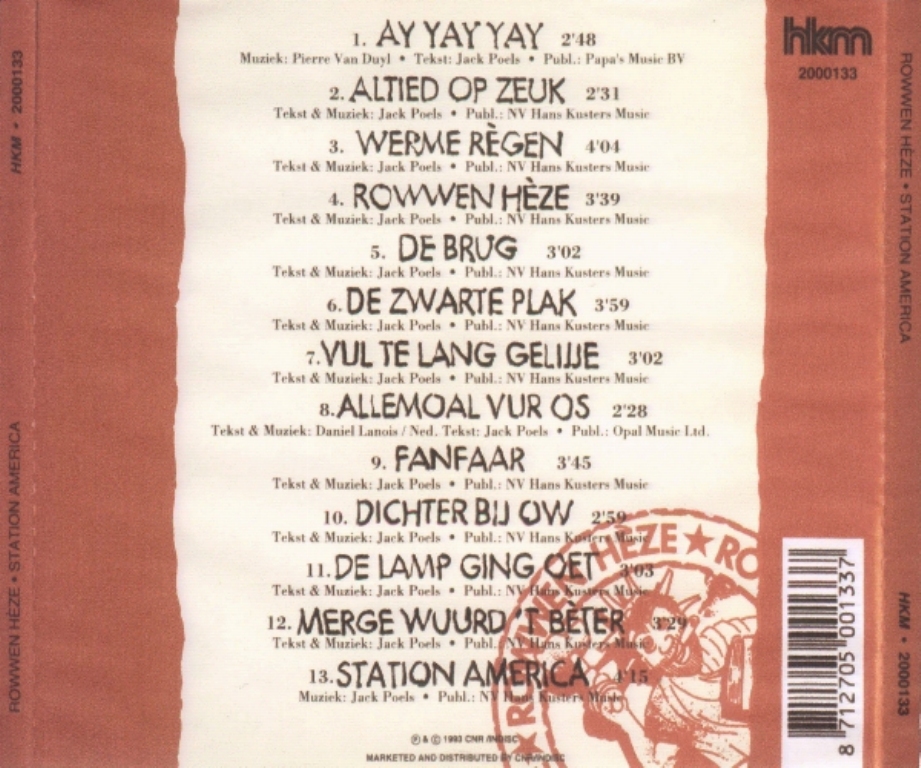 1. AY YAY YAY 2'48
Muziek: Pierre Van Duyl • Tekst: Jack Poels • Publ.: Papa's Music BV
2. ALTIED OP ZEUK 2'31
Tekst & Muziek: Jack Poels • Publ.: NV Hans Kusters Music
3. WERME RÈGEN 4'04
Tekst & Muziek: Jack Poels • Publ.: NV Hans Kusters Music
4. ROWWEN HÈZE 3'39
Tekst & Muziek: Jack Poels • Publ.: NV Hans Kusters Music
5. DE BRUG 3'02
Tekst & Muziek: Jack Poels • Publ.: NV Hans Kusters Music
6. DE ZWARTE PLAK 3'59
Tekst & Muziek: Jack Poels • Publ.: NV Hans Kusters Music
7. VUL TE LANG GELIJJE 3'02
Tekst & Muziek: Jack Poels • Publ.: NV Hans Kusters Music
8. ALLEMOAL VUR OS 2'28
Tekst & Muziek: Daniel Lanois / Ned. Tekst: Jack Poels • Publ.: Opal Music Ltd.
9. FANFAAR 3'45
Tekst & Muziek: Jack Poels • Publ.: NV Hans Kusters Music
10. DICHTER BIJ OW 2'59
Tekst & Muziek: Jack Poels • Publ.: NV Hans Kusters Music
11. DE LAMP GING OET 3'03
Tekst & Muziek: Jack Poels • Publ.: NV Hans Kusters Music
12. MERGE WUURD 'T BÈTER 3'29
Tekst & Muziek: Jack Poels • Publ.: NV Hans Kusters Music
13. STATION AMERICA 4'15
Muziek: Jack Poels • Publ.: NV Hans Kusters Music
℗ & © 1993 CNR/INDISC
MARKETED AND DISTRIBUTED BY CNR/INDISC
hkm
2000133
ROWWEN HÈZE • STATION AMERICA
HKM • 2000133
HKM • 2000133
ROWWEN HÈZE • STATION AMERICA
ROWWEN HÈZE ★ RO
8 712705 001337